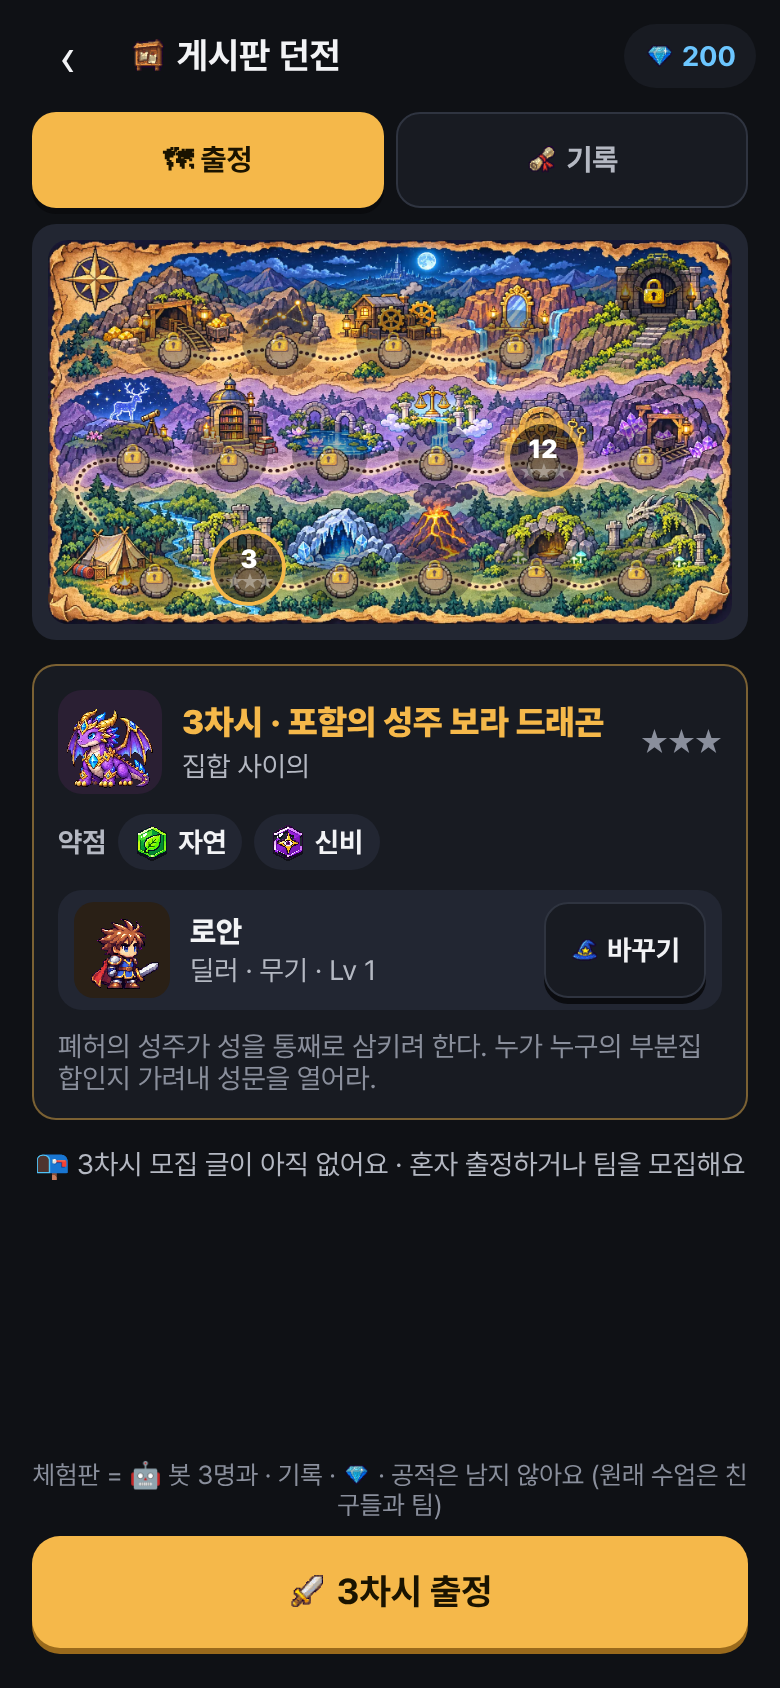 게시판 던전
200
출정
기록
12
3
3차시 · 포함의 성주 보라 드래곤
★★★
집합 사이의
약점
자연
신비
로안
딜러 · 무기 · Lv 1
바꾸기
폐허의 성주가 성을 통째로 삼키려 한다. 누가 누구의 부분집
합인지 가려내 성문을 열어라.
3차시 모집 글이 아직 없어요 · 혼자 출정하거나 팀을 모집해요
체험판 = 🤖 봇 3명과 · 기록 · 💎 · 공적은 남지 않아요 (원래 수업은 친
구들과 팀)
3차시 출정